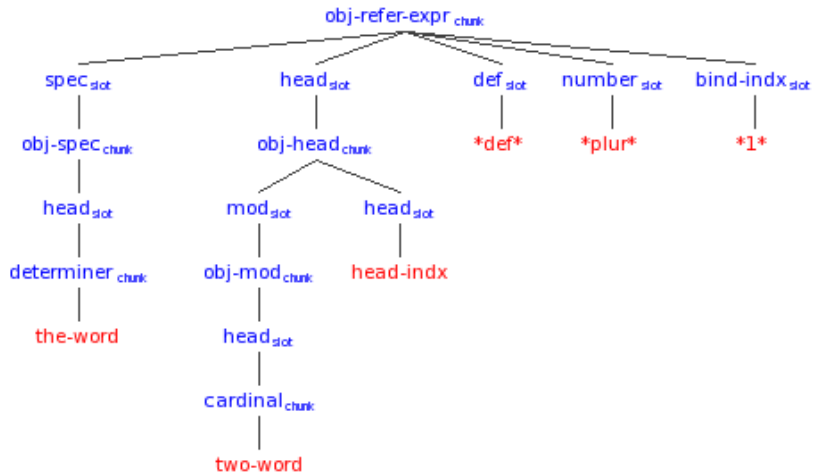 obj-refer-expr chunk
spec slot head slot def slot number slot bind-indx slot
obj-spec chunk obj-head chunk *def* *plur* *1*
head slot mod slot head slot
determiner chunk obj-mod chunk head-indx
the-word head slot
cardinal chunk
two-word